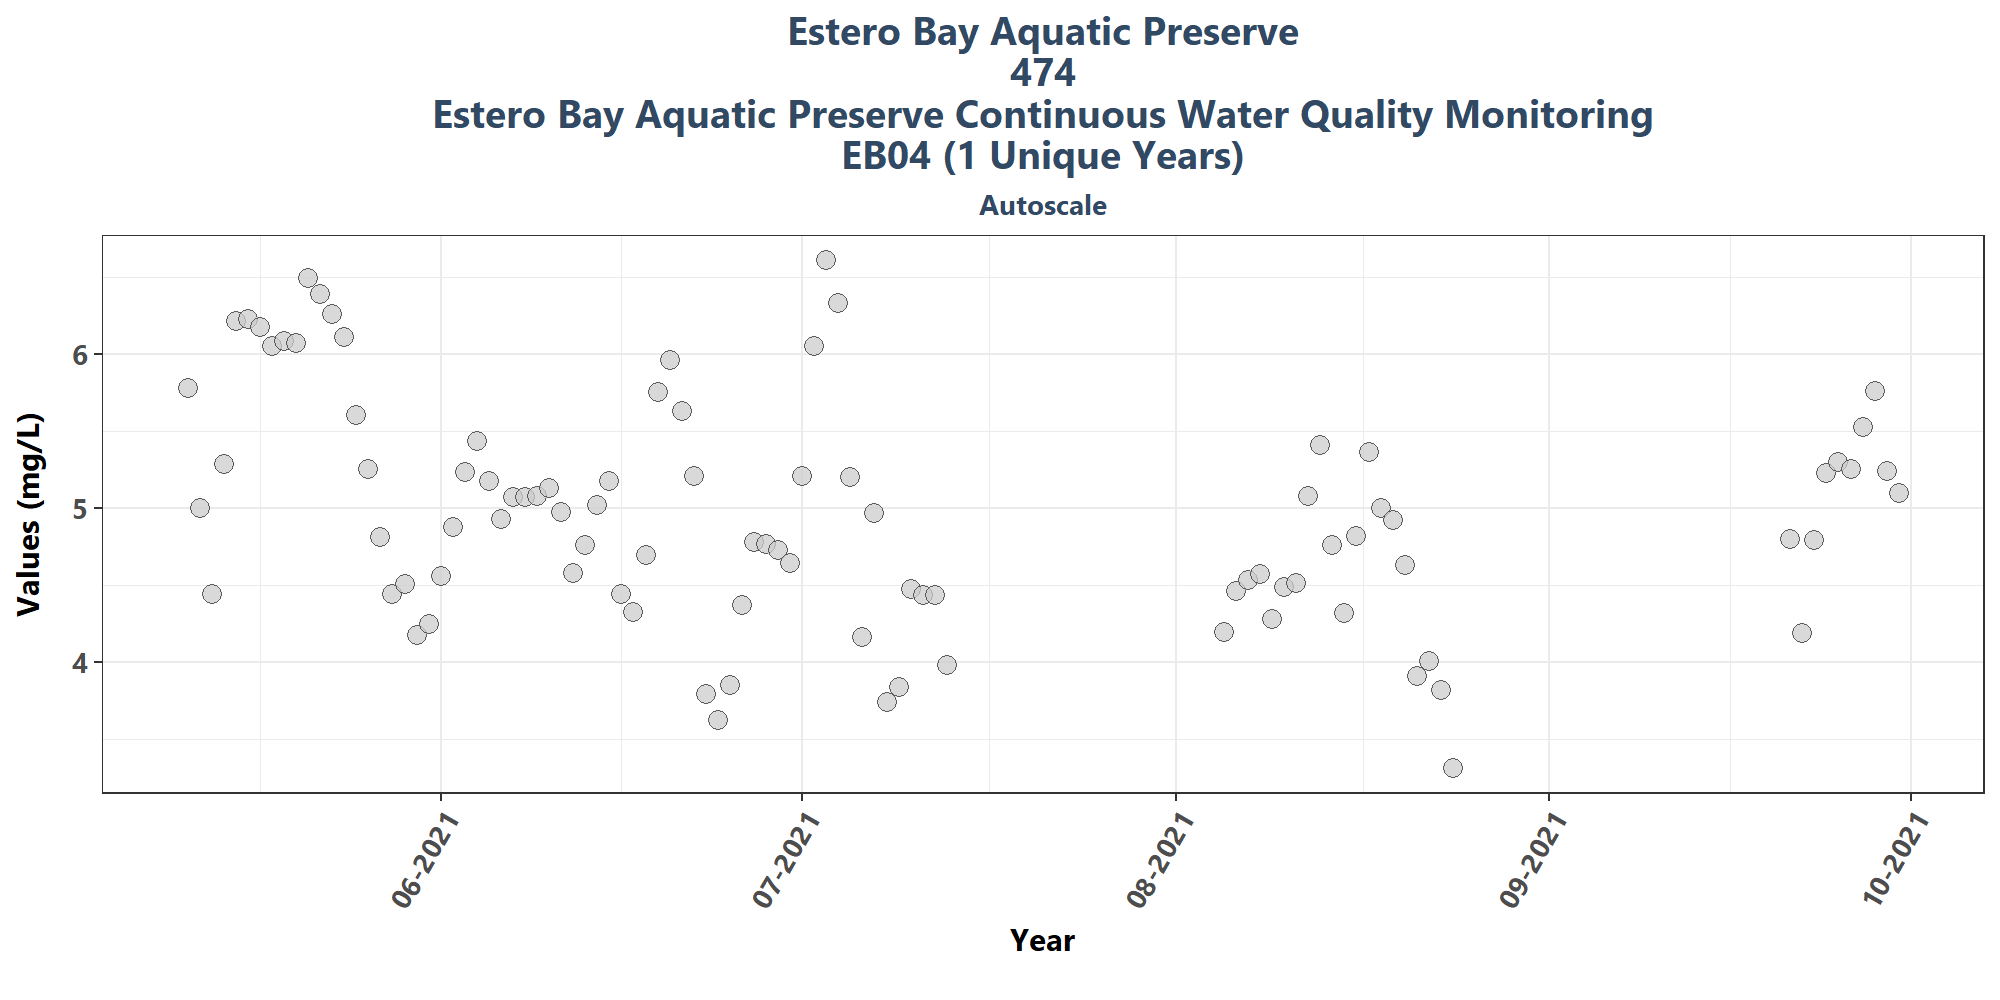 Estero Bay Aquatic Preserve
474
Estero Bay Aquatic Preserve Continuous Water Quality Monitoring
EB04 (1 Unique Years)
Autoscale
Values (mg/L)
6
5
4
06-2021
07-2021
08-2021
09-2021
10-2021
Year